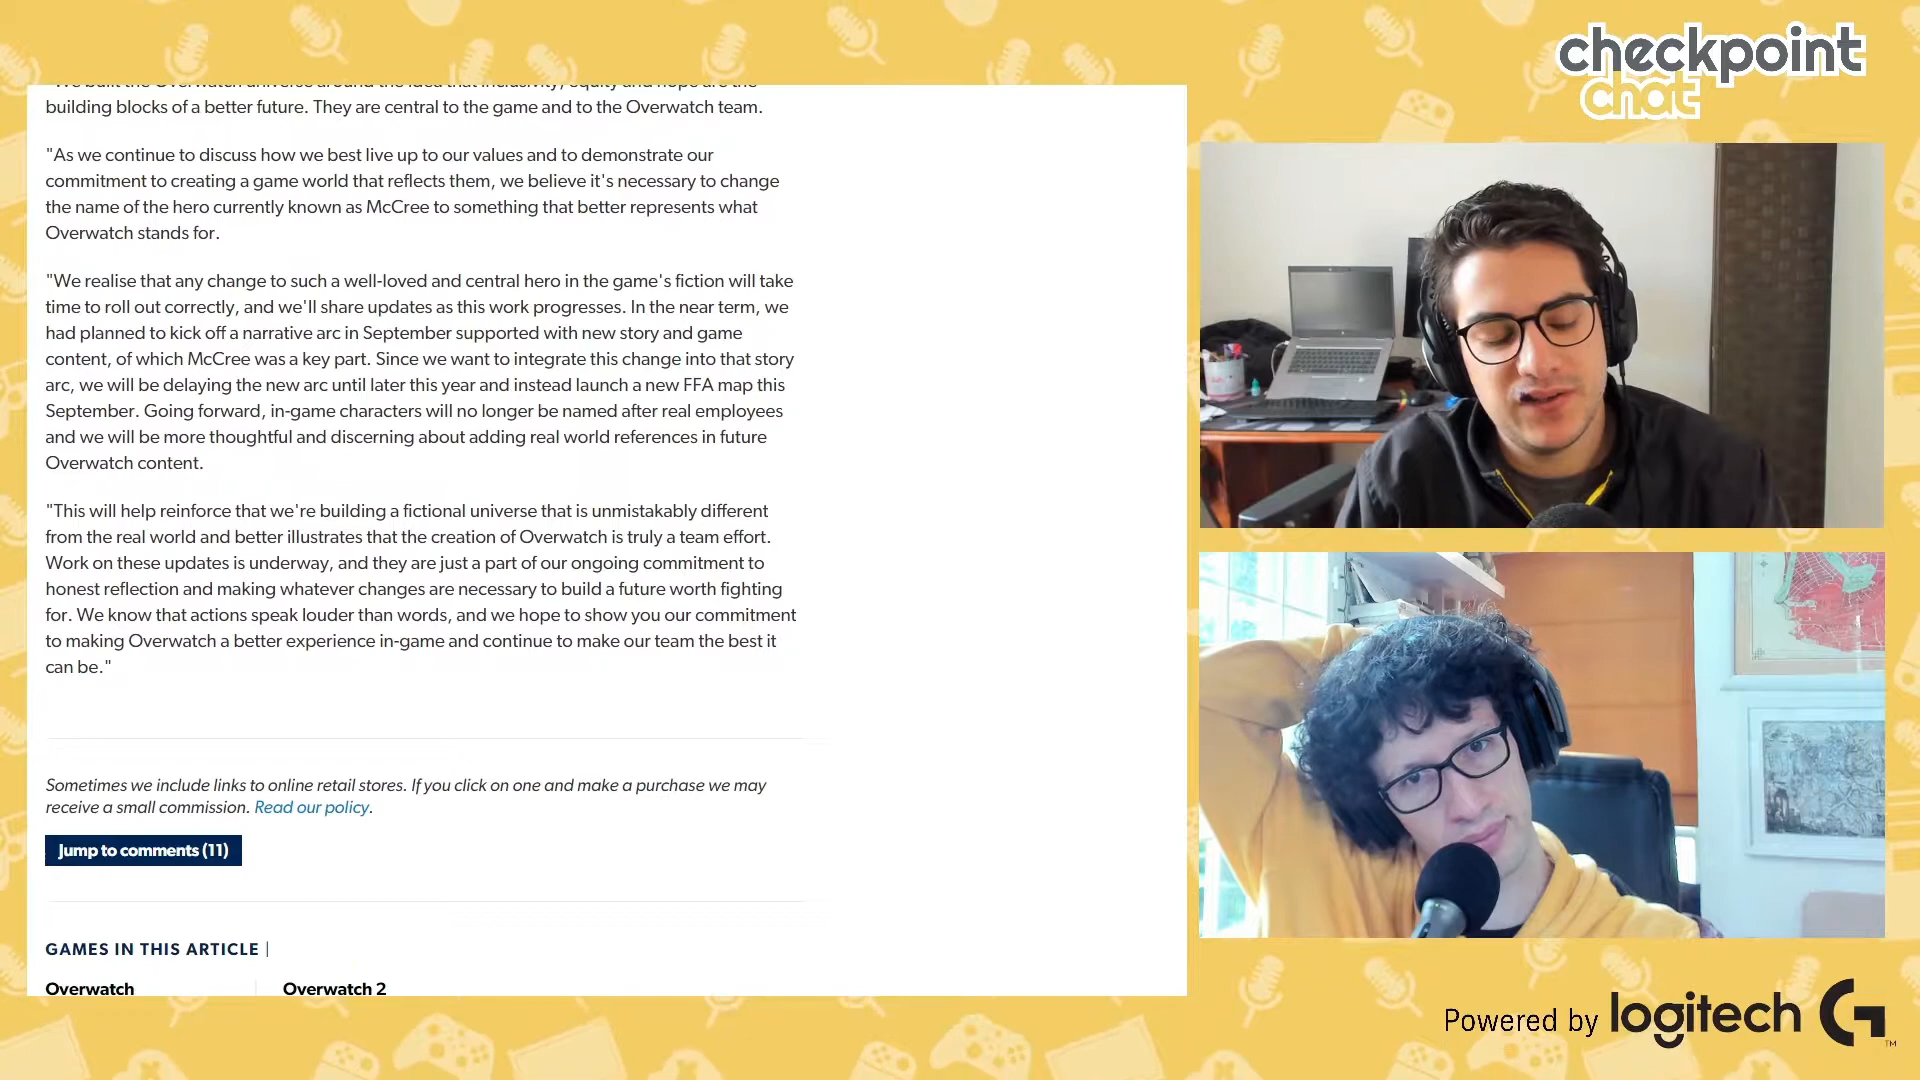 "We built the Overwatch universe around the idea that inclusivity, equity and hope are the
building blocks of a better future. They are central to the game and to the Overwatch team.
"As we continue to discuss how we best live up to our values and to demonstrate our
commitment to creating a game world that reflects them, we believe it's necessary to change
the name of the hero currently known as McCree to something that better represents what
Overwatch stands for.
"We realise that any change to such a well-loved and central hero in the game's fiction will take
time to roll out correctly, and we'll share updates as this work progresses. In the near term, we
had planned to kick off a narrative arc in September supported with new story and game
content, of which McCree was a key part. Since we want to integrate this change into that story
arc, we will be delaying the new arc until later this year and instead launch a new FFA map this
September. Going forward, in-game characters will no longer be named after real employees
and we will be more thoughtful and discerning about adding real world references in future
Overwatch content.
"This will help reinforce that we're building a fictional universe that is unmistakably different
from the real world and better illustrates that the creation of Overwatch is truly a team effort.
Work on these updates is underway, and they are just a part of our ongoing commitment to
honest reflection and making whatever changes are necessary to build a future worth fighting
for. We know that actions speak louder than words, and we hope to show you our commitment
to making Overwatch a better experience in-game and continue to make our team the best it
can be."
Sometimes we include links to online retail stores. If you click on one and make a purchase we may
receive a small commission. Read our policy.
Jump to comments (11)
GAMES IN THIS ARTICLE |
Overwatch
Overwatch 2
checkpoint
chat
Powered by logitech G
TM